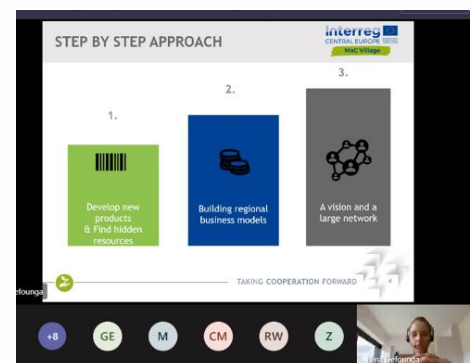 STEP BY STEP APPROACH
Interreg
CENTRAL EUROPE
MaC Village
3.
2.
1.
Develop new
products
& Find hidden
resources
Building regional
business models
A vision and a
large network
TAKING COOPERATION FORWARD
efounga
+8
GE
M
CM
RW
Z